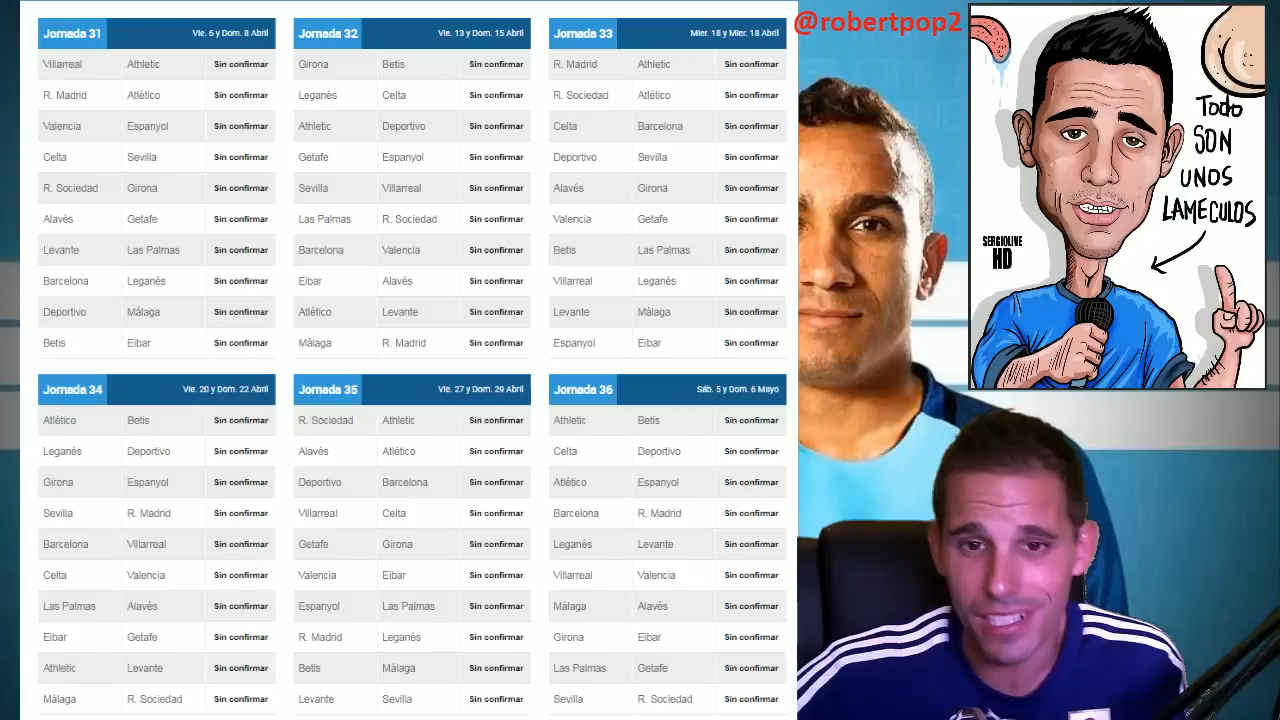 Jornada 31 Vie. 6 y Dom. 8 Abril
Villarreal Athletic Sin confirmar
R. Madrid Atlético Sin confirmar
Valencia Espanyol Sin confirmar
Celta Sevilla Sin confirmar
R. Sociedad Girona Sin confirmar
Alavés Getafe Sin confirmar
Levante Las Palmas Sin confirmar
Barcelona Leganés Sin confirmar
Deportivo Málaga Sin confirmar
Betis Eibar Sin confirmar
Jornada 32 Vie. 13 y Dom. 15 Abril
Girona Betis Sin confirmar
Leganés Celta Sin confirmar
Athletic Deportivo Sin confirmar
Getafe Espanyol Sin confirmar
Sevilla Villarreal Sin confirmar
Las Palmas R. Sociedad Sin confirmar
Barcelona Valencia Sin confirmar
Eibar Alavés Sin confirmar
Atlético Levante Sin confirmar
Málaga R. Madrid Sin confirmar
Jornada 33 Mier. 18 y Mier. 18 Abril
R. Madrid Athletic Sin confirmar
R. Sociedad Atlético Sin confirmar
Celta Barcelona Sin confirmar
Deportivo Sevilla Sin confirmar
Alavés Girona Sin confirmar
Valencia Getafe Sin confirmar
Betis Las Palmas Sin confirmar
Villarreal Leganés Sin confirmar
Levante Málaga Sin confirmar
Espanyol Eibar Sin confirmar
Jornada 34 Vie. 20 y Dom. 22 Abril
Atlético Betis Sin confirmar
Leganés Deportivo Sin confirmar
Girona Espanyol Sin confirmar
Sevilla R. Madrid Sin confirmar
Barcelona Villarreal Sin confirmar
Celta Valencia Sin confirmar
Las Palmas Alavés Sin confirmar
Eibar Getafe Sin confirmar
Athletic Levante Sin confirmar
Málaga R. Sociedad Sin confirmar
Jornada 35 Vie. 27 y Dom. 29 Abril
R. Sociedad Athletic Sin confirmar
Alavés Atlético Sin confirmar
Deportivo Barcelona Sin confirmar
Villarreal Celta Sin confirmar
Getafe Girona Sin confirmar
Valencia Eibar Sin confirmar
Espanyol Las Palmas Sin confirmar
R. Madrid Leganés Sin confirmar
Betis Málaga Sin confirmar
Levante Sevilla Sin confirmar
Jornada 36 Sáb. 5 y Dom. 6 Mayo
Athletic Betis Sin confirmar
Celta Deportivo Sin confirmar
Atlético Espanyol Sin confirmar
Barcelona R. Madrid Sin confirmar
Leganés Levante Sin confirmar
Villarreal Valencia Sin confirmar
Málaga Alavés Sin confirmar
Girona Eibar Sin confirmar
Las Palmas Getafe Sin confirmar
Sevilla R. Sociedad Sin confirmar
@robertpop2
Todo
SON
UNOS
LAMECULOS
SERGIOLIVE
HD